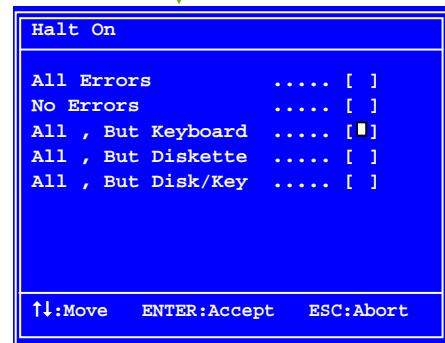 Halt On
All Errors ..... [ ]
No Errors ..... [ ]
All , But Keyboard ..... [■]
All , But Diskette ..... [ ]
All , But Disk/Key ..... [ ]
↑↓:Move ENTER:Accept ESC:Abort